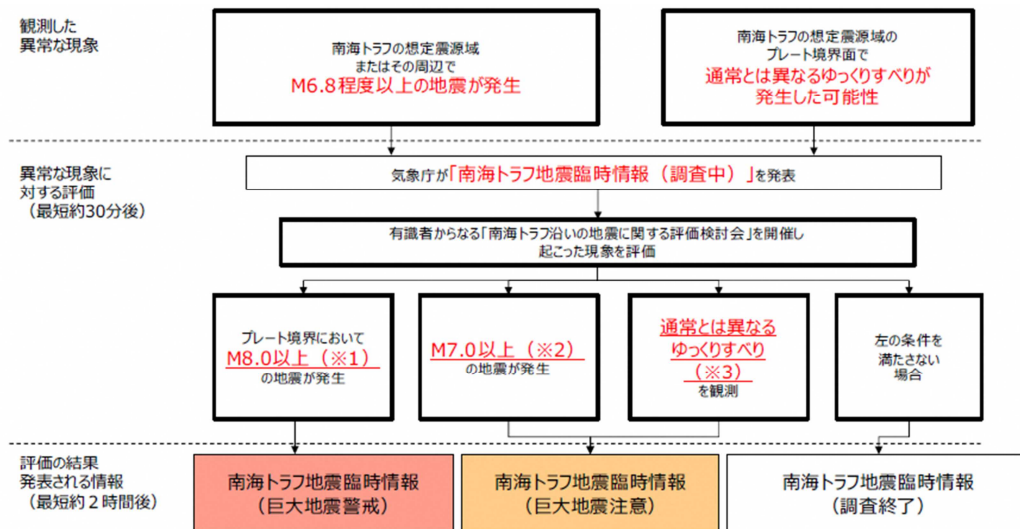 観測した
異常な現象
南海トラフの想定震源域
またはその周辺で
M6.8程度以上の地震が発生
南海トラフの想定震源域の
プレート境界面で
通常とは異なるゆっくりすべりが
発生した可能性
異常な現象に
対する評価
（最短約30分後）
気象庁が「南海トラフ地震臨時情報（調査中）」を発表
有識者からなる「南海トラフ沿いの地震に関する評価検討会」を開催し
起こった現象を評価
プレート境界において
M8.0以上（※1）
の地震が発生
M7.0以上（※2）
の地震が発生
通常とは異なる
ゆっくりすべり
（※3）
を観測
左の条件を
満たさない
場合
評価の結果
発表される情報
（最短約２時間後）
南海トラフ地震臨時情報
（巨大地震警戒）
南海トラフ地震臨時情報
（巨大地震注意）
南海トラフ地震臨時情報
（調査終了）